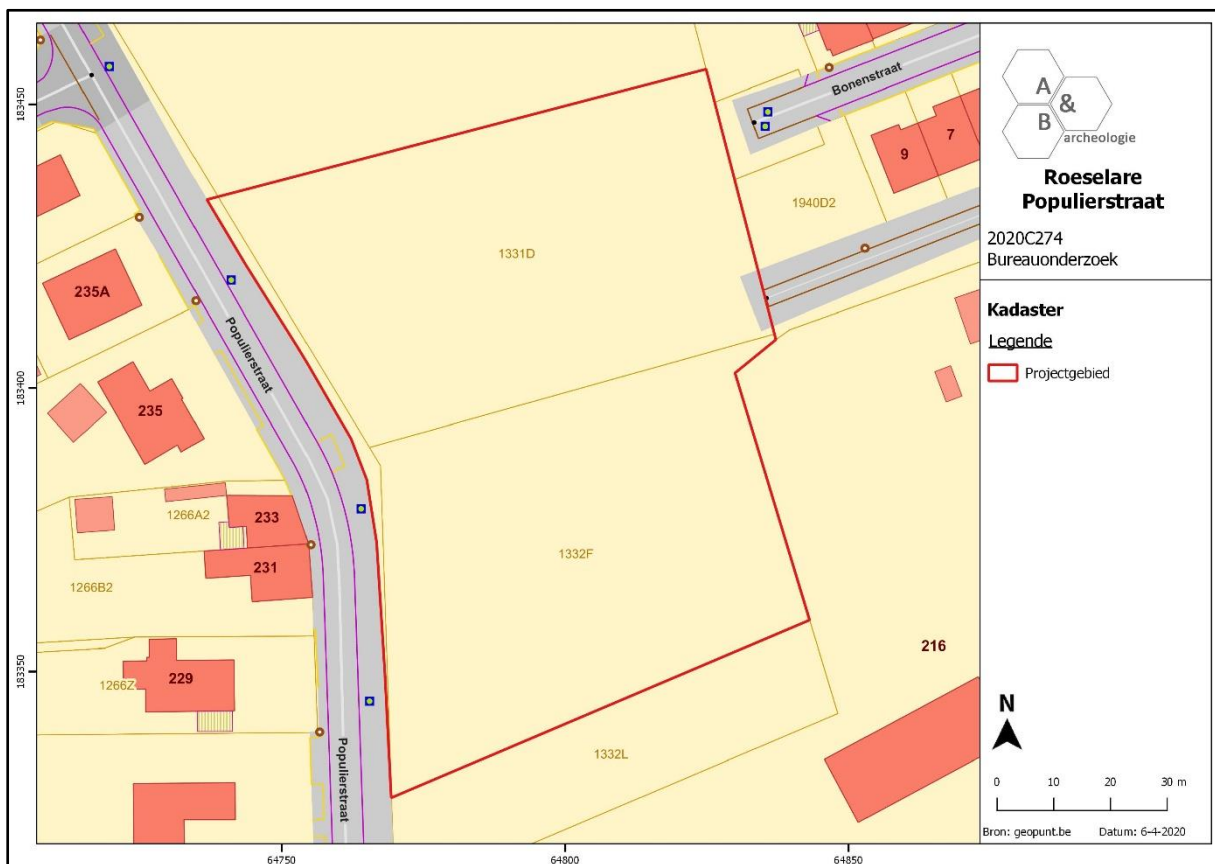 Bonenstraat
183450
7
9
1940D2
1331D
235A
Populierstraat
235
183400
1266A2
233
231
1332F
1266B2
216
1266Z
229
183350
Populierstraat
1332L
64750
64800
64850
A
&
B
archeologie
Roeselare
Populierstraat
2020C274
Bureauonderzoek
Kadaster
Legende
Projectgebied
N
0 10 20 30 m
Bron: geopunt.be Datum: 6-4-2020